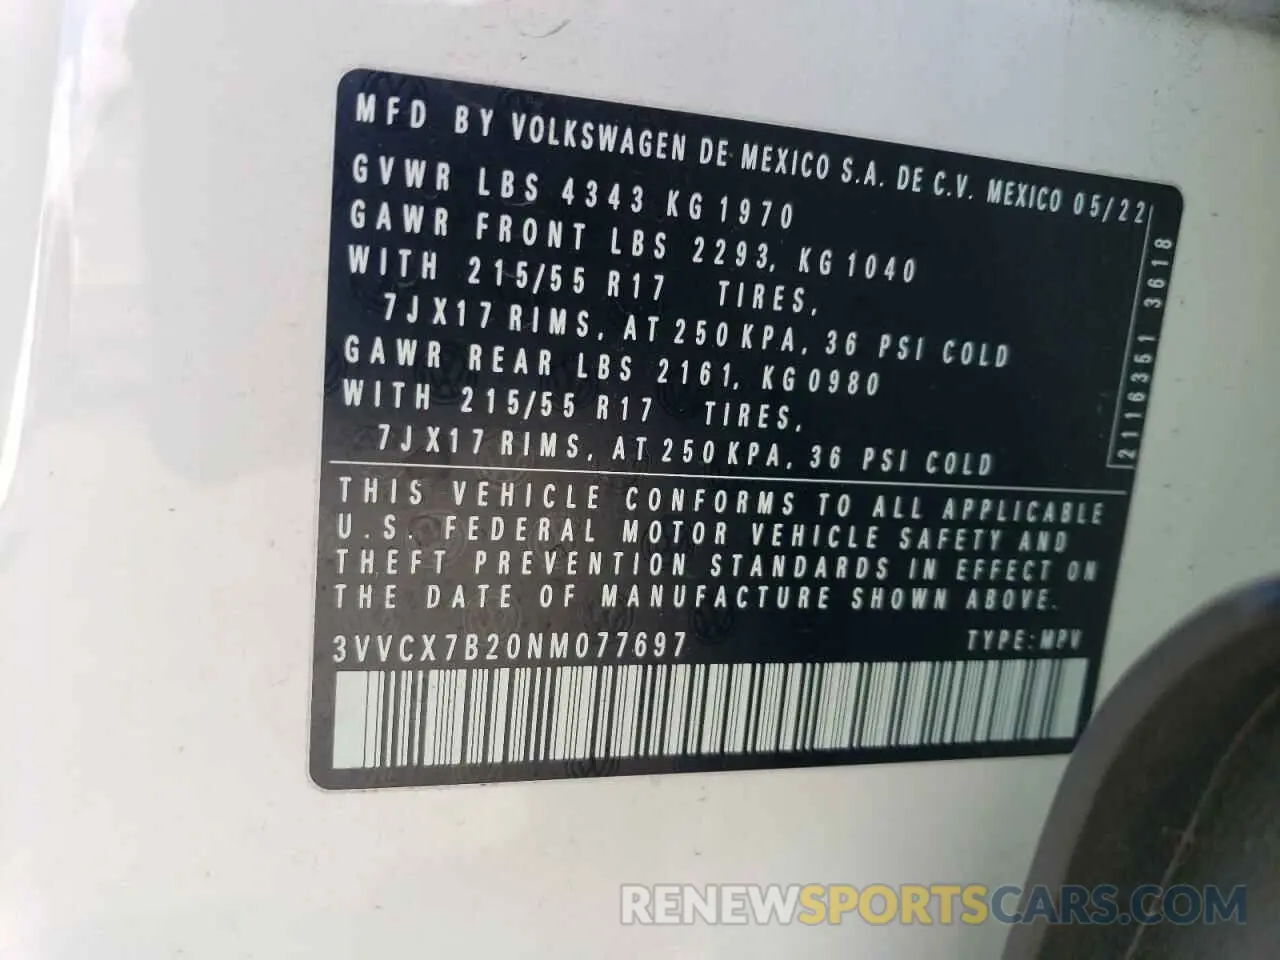 MFD BY VOLKSWAGEN DE MEXICO S.A. DE C.V. MEXICO 05/22
GVWR LBS 4343 KG 1970
GAWR FRONT LBS 2293, KG 1040
WITH 215/55 R17 TIRES,
7JX17 RIMS, AT 250 KPA, 36 PSI COLD
GAWR REAR LBS 2161, KG 0980
WITH 215/55 R17 TIRES,
7JX17 RIMS, AT 250 KPA, 36 PSI COLD
2116351 3618
THIS VEHICLE CONFORMS TO ALL APPLICABLE
U.S. FEDERAL MOTOR VEHICLE SAFETY AND
THEFT PREVENTION STANDARDS IN EFFECT ON
THE DATE OF MANUFACTURE SHOWN ABOVE.
3VVCX7B20NM077697 TYPE: MPV
RENEWSPORTSCARS.COM